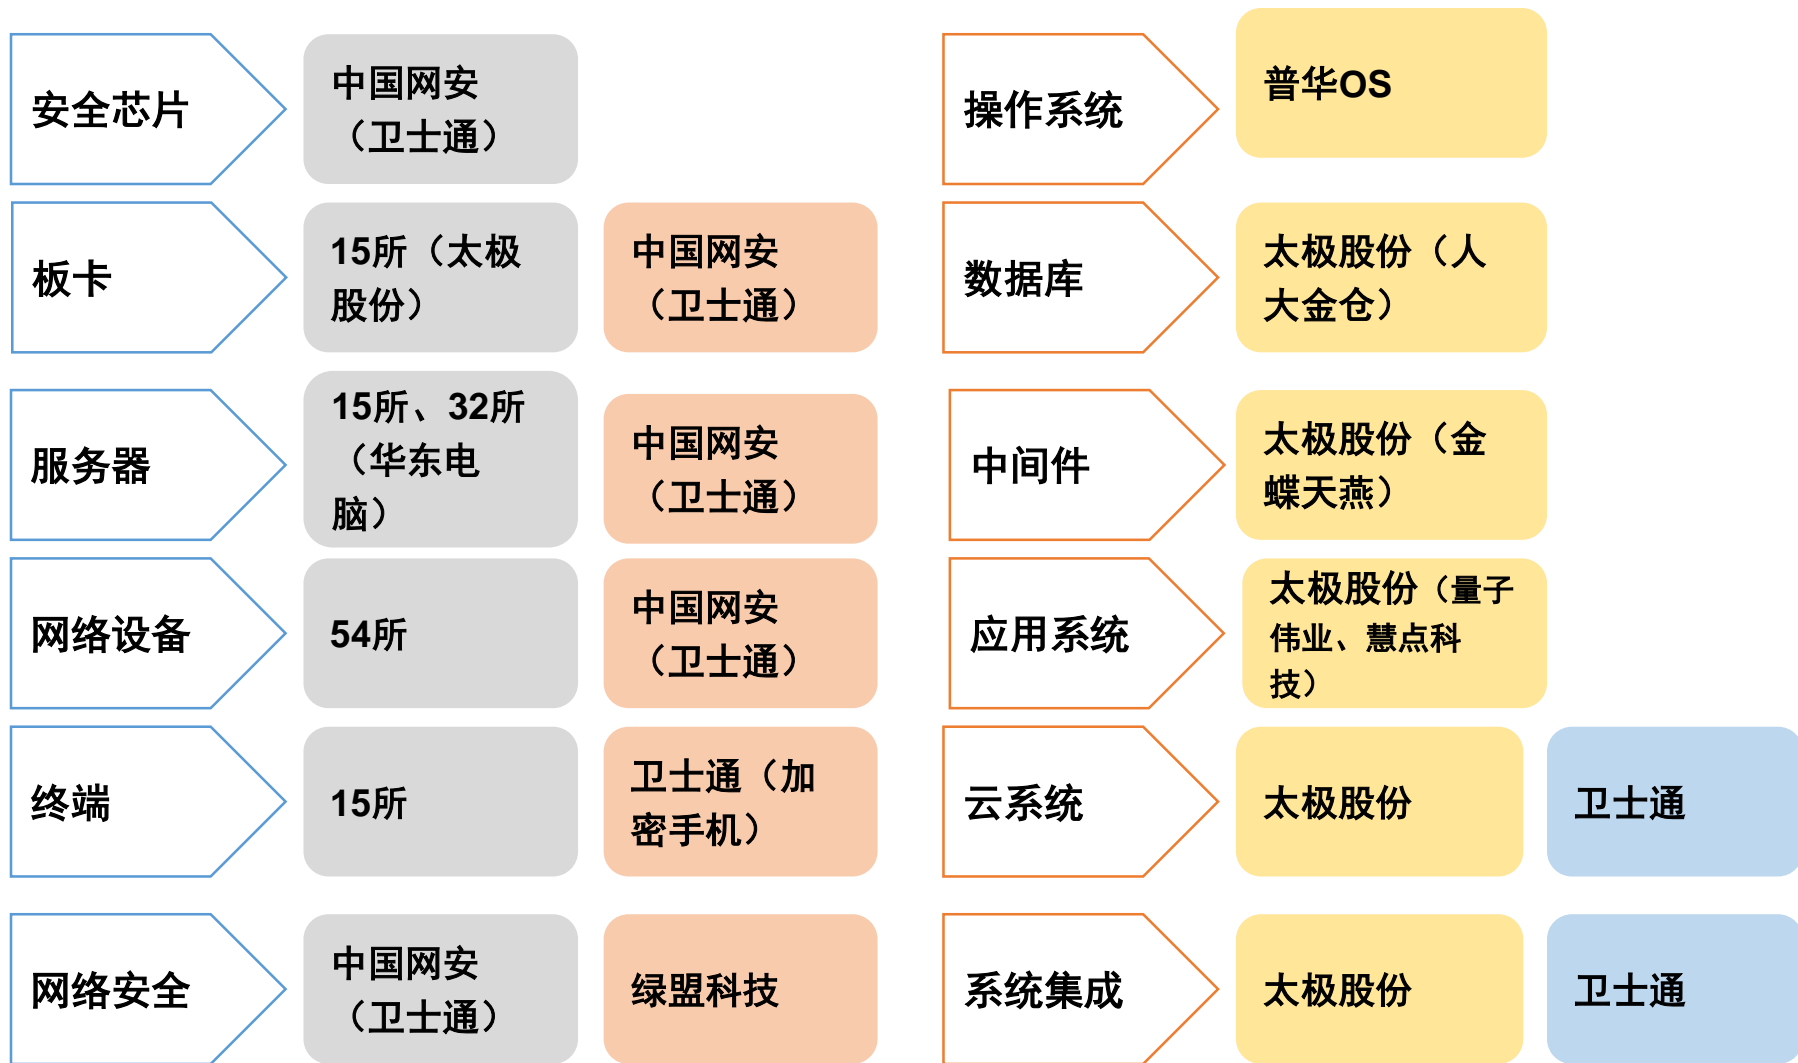 安全芯片
中国网安
（卫士通）
操作系统
普华OS
板卡
15所（太极
股份）
中国网安
（卫士通）
数据库
太极股份（人
大金仓）
服务器
15所、32所
（华东电
脑）
中国网安
（卫士通）
中间件
太极股份（金
蝶天燕）
网络设备
54所
中国网安
（卫士通）
应用系统
太极股份（量子
伟业、慧点科
技）
终端
15所
卫士通（加
密手机）
云系统
太极股份
卫士通
网络安全
中国网安
（卫士通）
绿盟科技
系统集成
太极股份
卫士通